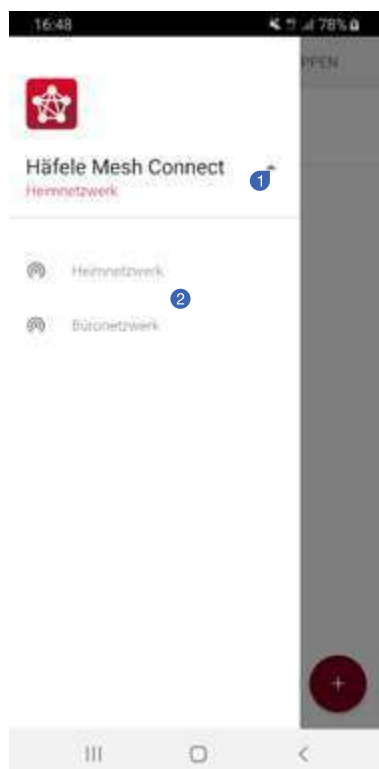 16:48 78%
PPEN
Häfele Mesh Connect
1
Heimnetzwerk
Heimnetzwerk
2
Büronetzwerk
+